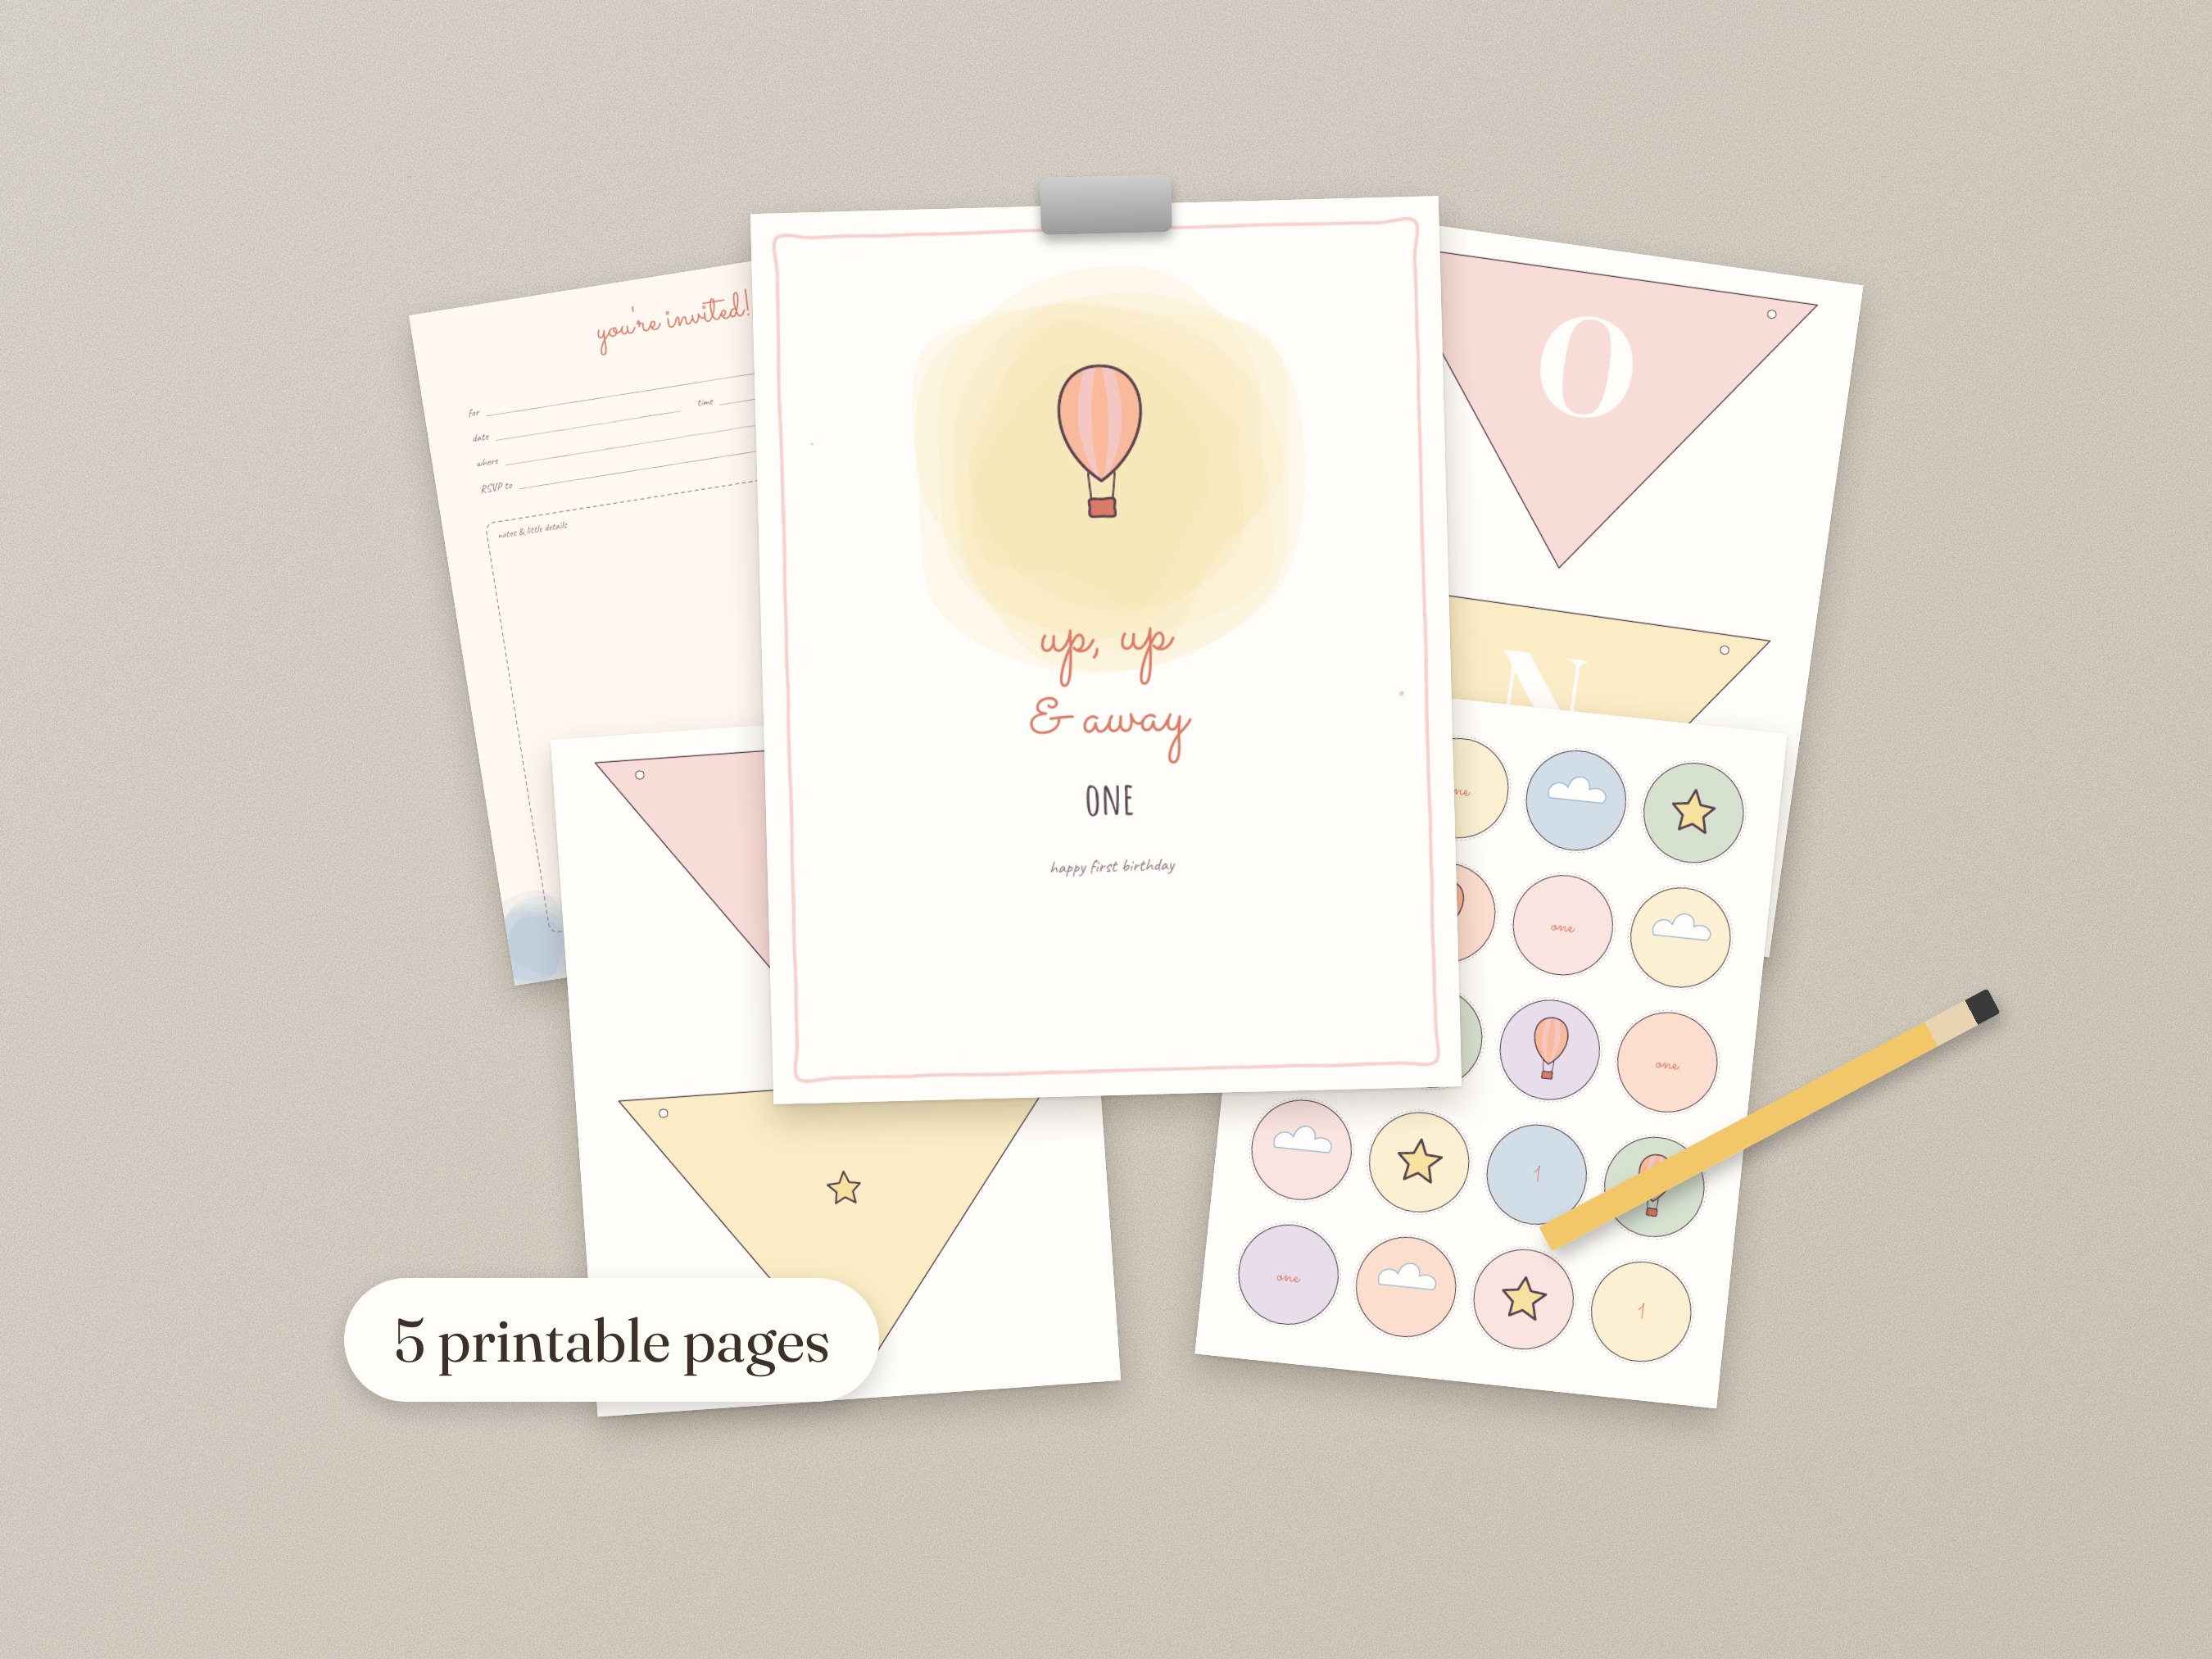 you're invited!
for
date
time
where
RSVP to
notes & little details
up, up
& away
ONE
happy first birthday
O
N
one
one
one
1
one
1
5 printable pages